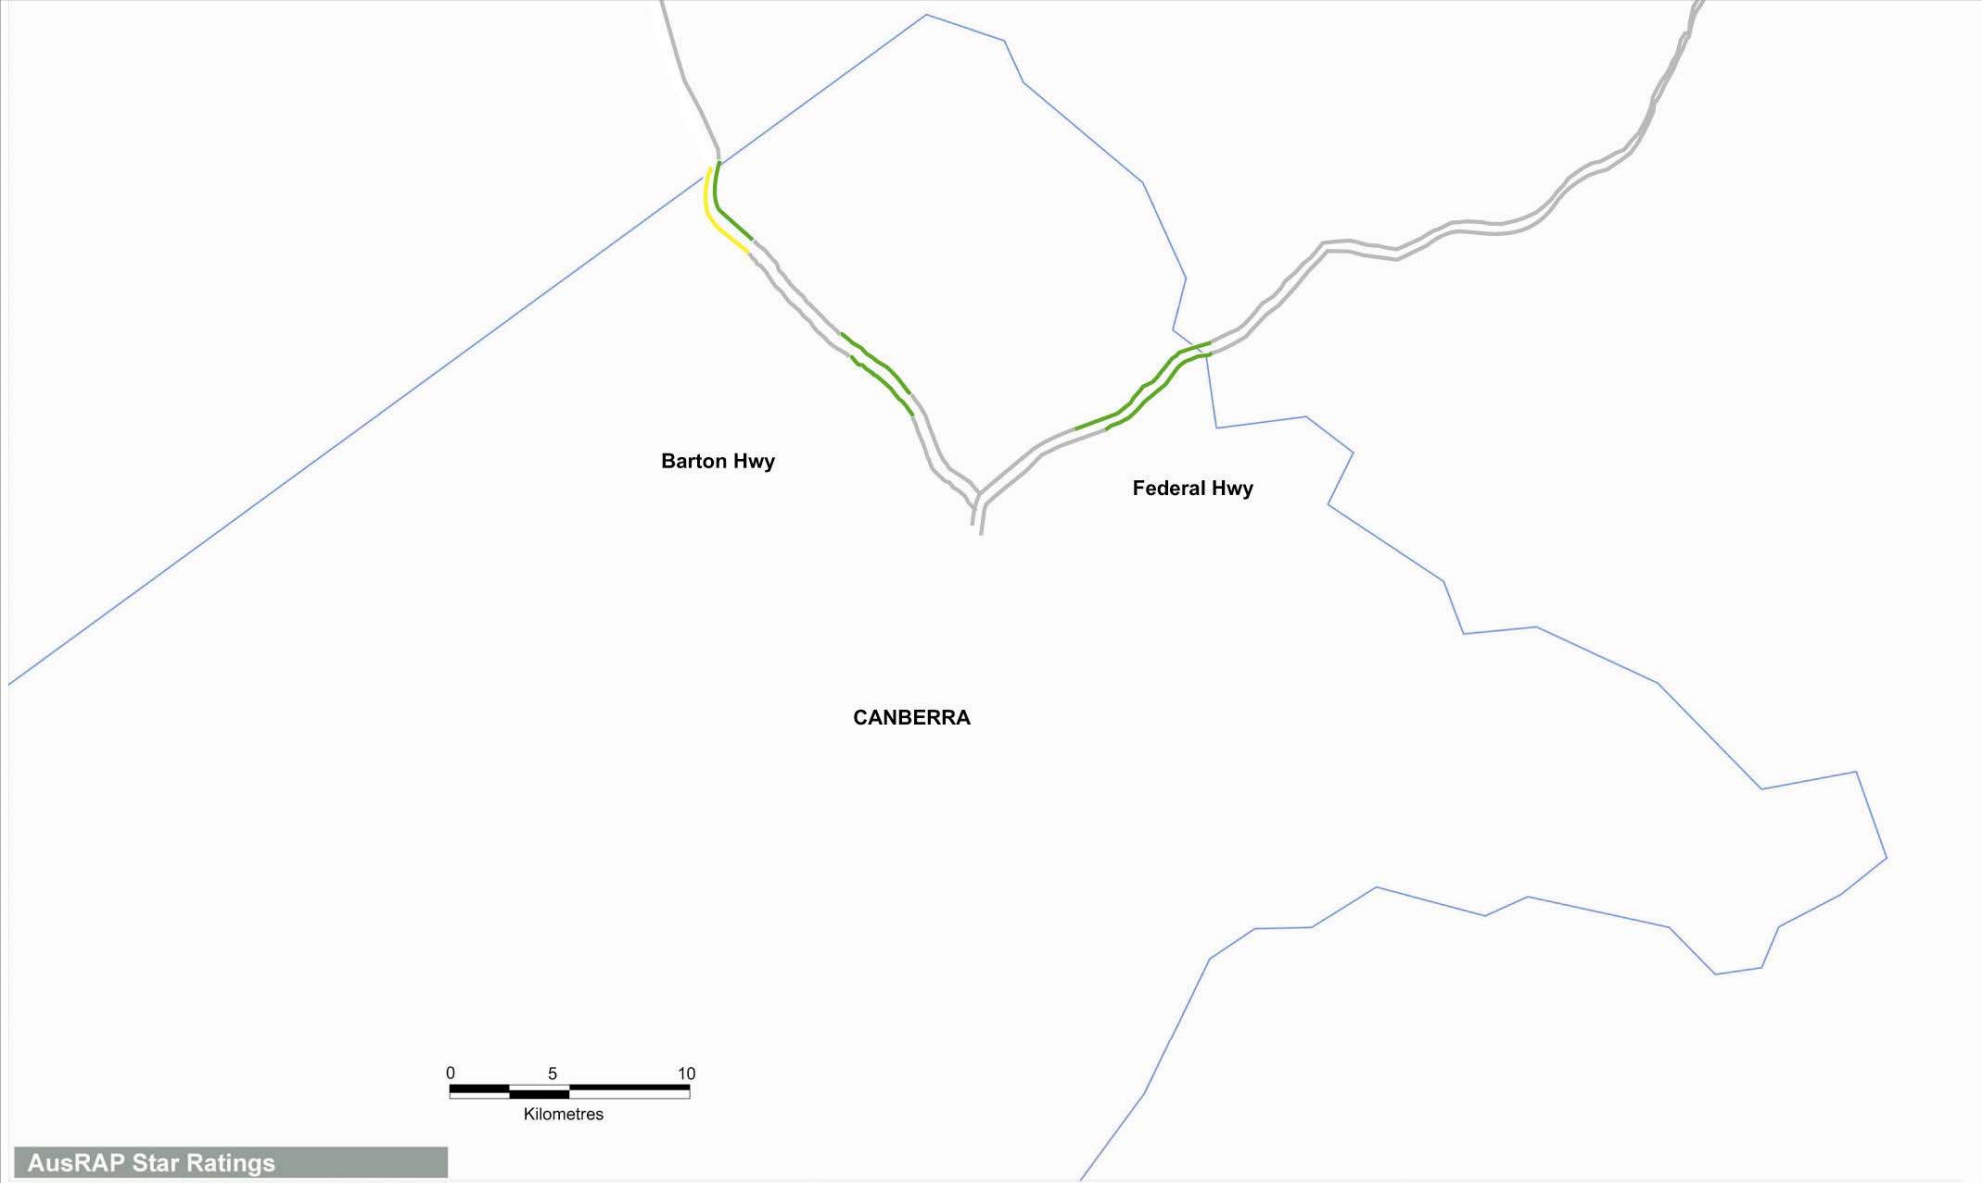 Barton Hwy
Federal Hwy
CANBERRA
0 5 10
Kilometres
AusRAP Star Ratings